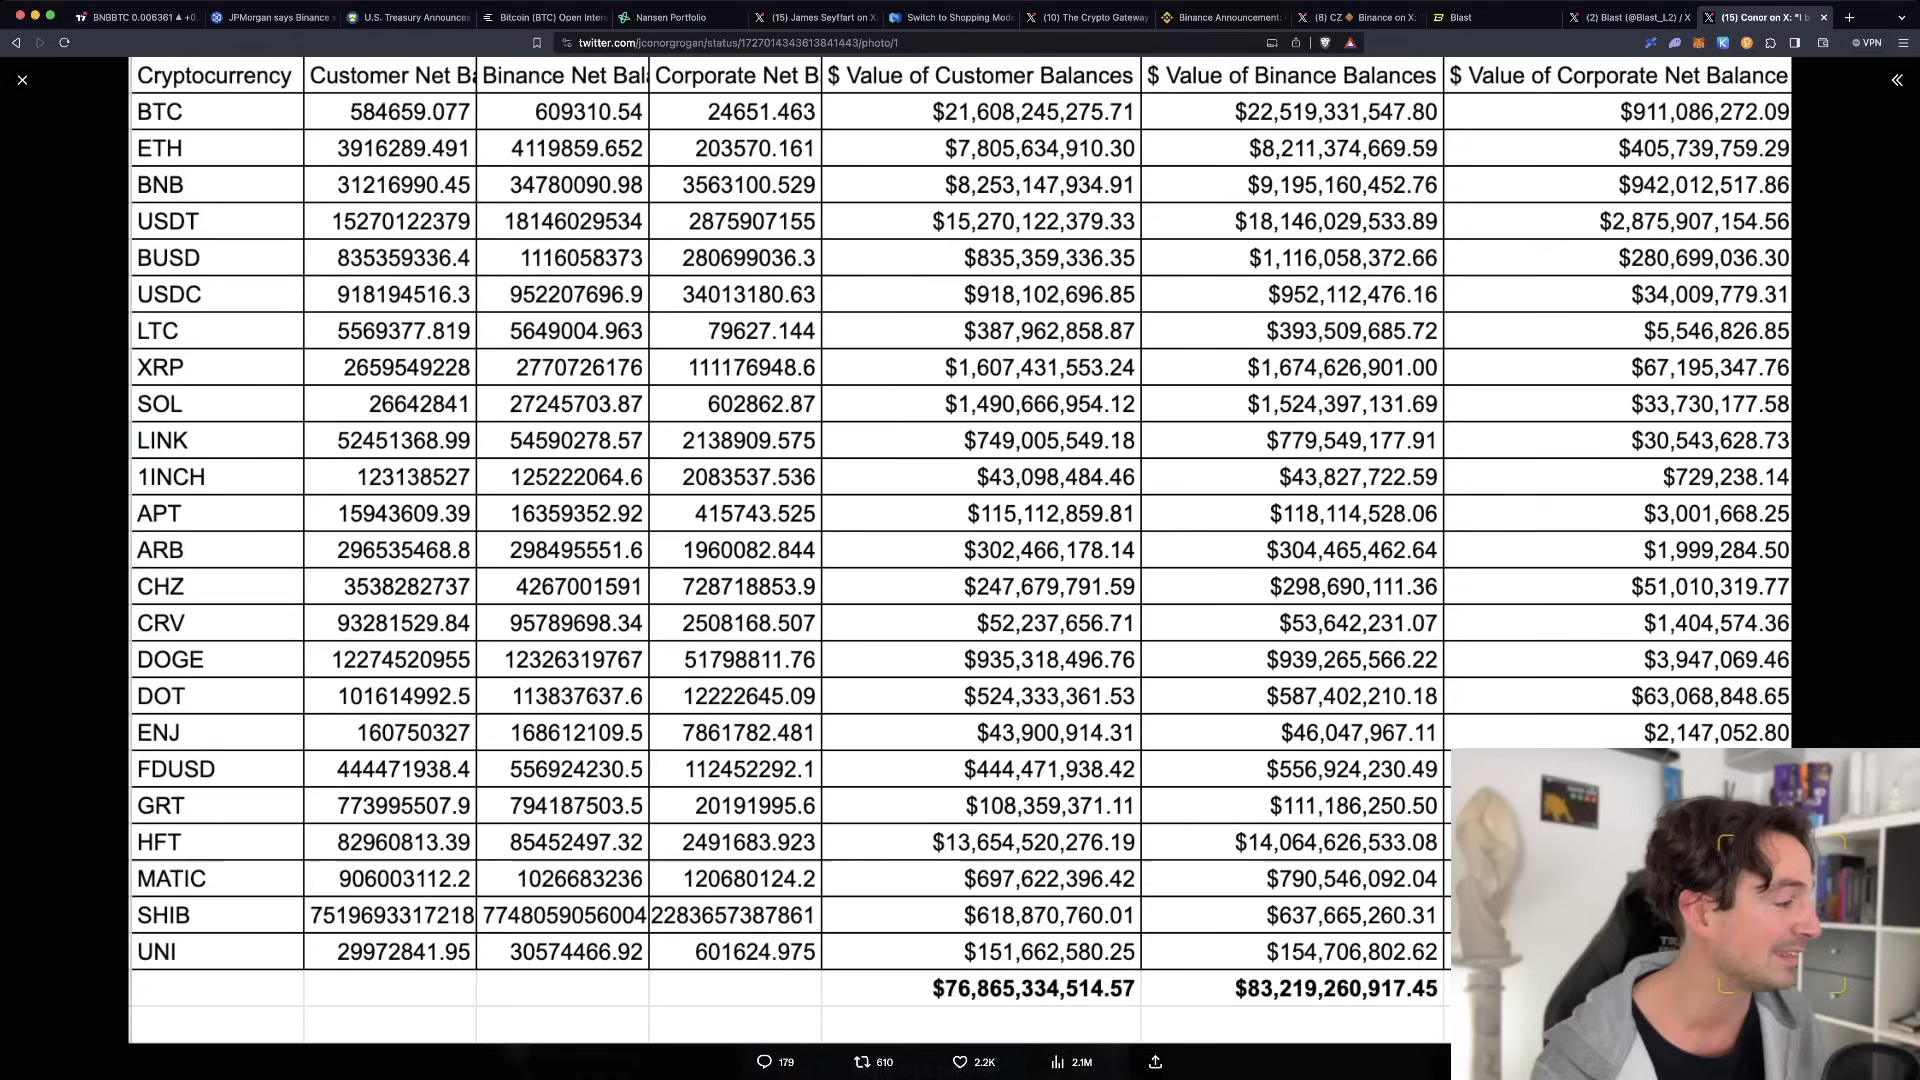 BNBBTC 0.006361 ▲ +0.
JPMorgan says Binance s
U.S. Treasury Announces
Bitcoin (BTC) Open Inter
Nansen Portfolio
(15) James Seyffart on X:
Switch to Shopping Mode
(10) The Crypto Gateway
Binance Announcement:
(8) CZ 🔶 Binance on X: "
Blast
(2) Blast (@Blast_L2) / X
(15) Conor on X: "I b
twitter.com/jconorgrogan/status/1727014343613841443/photo/1
VPN
Cryptocurrency Customer Net Ba Binance Net Bala Corporate Net B $ Value of Customer Balances $ Value of Binance Balances $ Value of Corporate Net Balance
BTC 584659.077 609310.54 24651.463 $21,608,245,275.71 $22,519,331,547.80 $911,086,272.09
ETH 3916289.491 4119859.652 203570.161 $7,805,634,910.30 $8,211,374,669.59 $405,739,759.29
BNB 31216990.45 34780090.98 3563100.529 $8,253,147,934.91 $9,195,160,452.76 $942,012,517.86
USDT 15270122379 18146029534 2875907155 $15,270,122,379.33 $18,146,029,533.89 $2,875,907,154.56
BUSD 835359336.4 1116058373 280699036.3 $835,359,336.35 $1,116,058,372.66 $280,699,036.30
USDC 918194516.3 952207696.9 34013180.63 $918,102,696.85 $952,112,476.16 $34,009,779.31
LTC 5569377.819 5649004.963 79627.144 $387,962,858.87 $393,509,685.72 $5,546,826.85
XRP 2659549228 2770726176 111176948.6 $1,607,431,553.24 $1,674,626,901.00 $67,195,347.76
SOL 26642841 27245703.87 602862.87 $1,490,666,954.12 $1,524,397,131.69 $33,730,177.58
LINK 52451368.99 54590278.57 2138909.575 $749,005,549.18 $779,549,177.91 $30,543,628.73
1INCH 123138527 125222064.6 2083537.536 $43,098,484.46 $43,827,722.59 $729,238.14
APT 15943609.39 16359352.92 415743.525 $115,112,859.81 $118,114,528.06 $3,001,668.25
ARB 296535468.8 298495551.6 1960082.844 $302,466,178.14 $304,465,462.64 $1,999,284.50
CHZ 3538282737 4267001591 728718853.9 $247,679,791.59 $298,690,111.36 $51,010,319.77
CRV 93281529.84 95789698.34 2508168.507 $52,237,656.71 $53,642,231.07 $1,404,574.36
DOGE 12274520955 12326319767 51798811.76 $935,318,496.76 $939,265,566.22 $3,947,069.46
DOT 101614992.5 113837637.6 12222645.09 $524,333,361.53 $587,402,210.18 $63,068,848.65
ENJ 160750327 168612109.5 7861782.481 $43,900,914.31 $46,047,967.11 $2,147,052.80
FDUSD 444471938.4 556924230.5 112452292.1 $444,471,938.42 $556,924,230.49
GRT 773995507.9 794187503.5 20191995.6 $108,359,371.11 $111,186,250.50
HFT 82960813.39 85452497.32 2491683.923 $13,654,520,276.19 $14,064,626,533.08
MATIC 906003112.2 1026683236 120680124.2 $697,622,396.42 $790,546,092.04
SHIB 7519693317218 7748059056004 2283657387861 $618,870,760.01 $637,665,260.31
UNI 29972841.95 30574466.92 601624.975 $151,662,580.25 $154,706,802.62
$76,865,334,514.57 $83,219,260,917.45
179 610 2.2K 2.1M